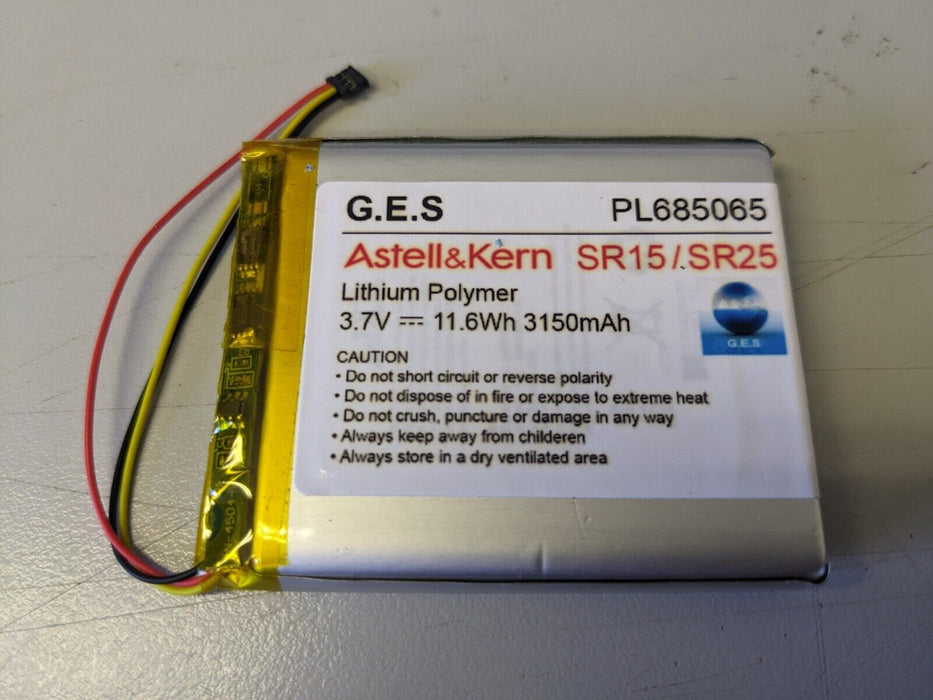 G.E.S PL685065
Astell&Kern SR15/SR25
Lithium Polymer
3.7V ⎓ 11.6Wh 3150mAh
G.E.S
CAUTION
• Do not short circuit or reverse polarity
• Do not dispose of in fire or expose to extreme heat
• Do not crush, puncture or damage in any way
• Always keep away from childeren
• Always store in a dry ventilated area